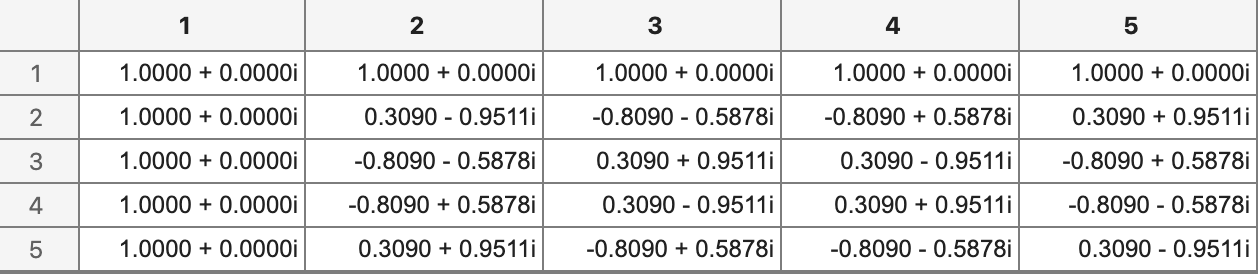 1 2 3 4 5
1 1.0000 + 0.0000i 1.0000 + 0.0000i 1.0000 + 0.0000i 1.0000 + 0.0000i 1.0000 + 0.0000i
2 1.0000 + 0.0000i 0.3090 - 0.9511i -0.8090 - 0.5878i -0.8090 + 0.5878i 0.3090 + 0.9511i
3 1.0000 + 0.0000i -0.8090 - 0.5878i 0.3090 + 0.9511i 0.3090 - 0.9511i -0.8090 + 0.5878i
4 1.0000 + 0.0000i -0.8090 + 0.5878i 0.3090 - 0.9511i 0.3090 + 0.9511i -0.8090 - 0.5878i
5 1.0000 + 0.0000i 0.3090 + 0.9511i -0.8090 + 0.5878i -0.8090 - 0.5878i 0.3090 - 0.9511i